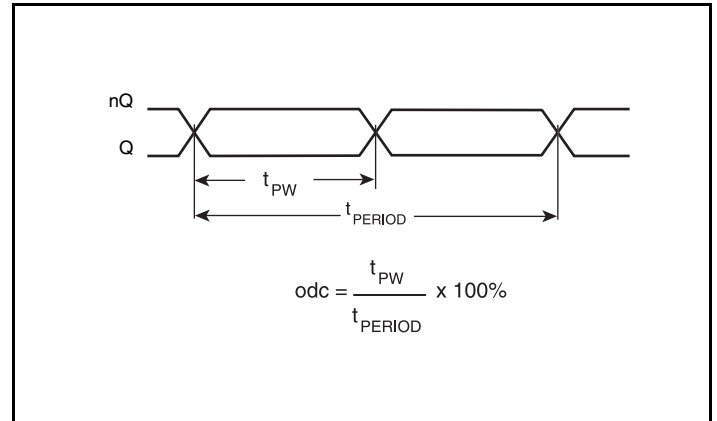 nQ
Q
tPW
tPERIOD
odc = tPW / tPERIOD x 100%